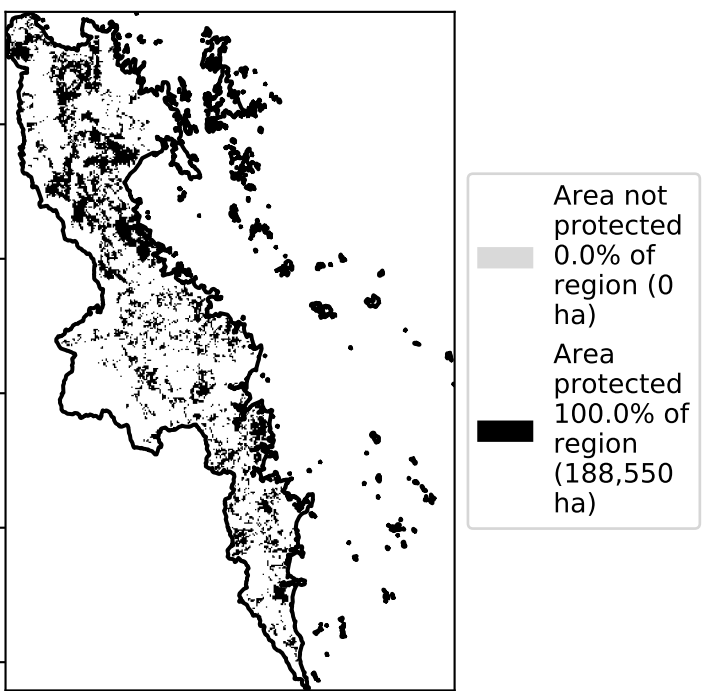 Area not
protected
0.0% of
region (0
ha)
Area
protected
100.0% of
region
(188,550
ha)